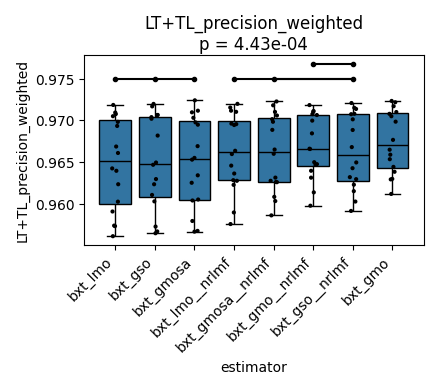 LT+TL_precision_weighted
p = 4.43e-04
LT+TL_precision_weighted
0.975
0.970
0.965
0.960
bxt_lmo
bxt_gso
bxt_gmosa
bxt_lmo__nrlmf
bxt_gmosa__nrlmf
bxt_gmo__nrlmf
bxt_gso__nrlmf
bxt_gmo
estimator